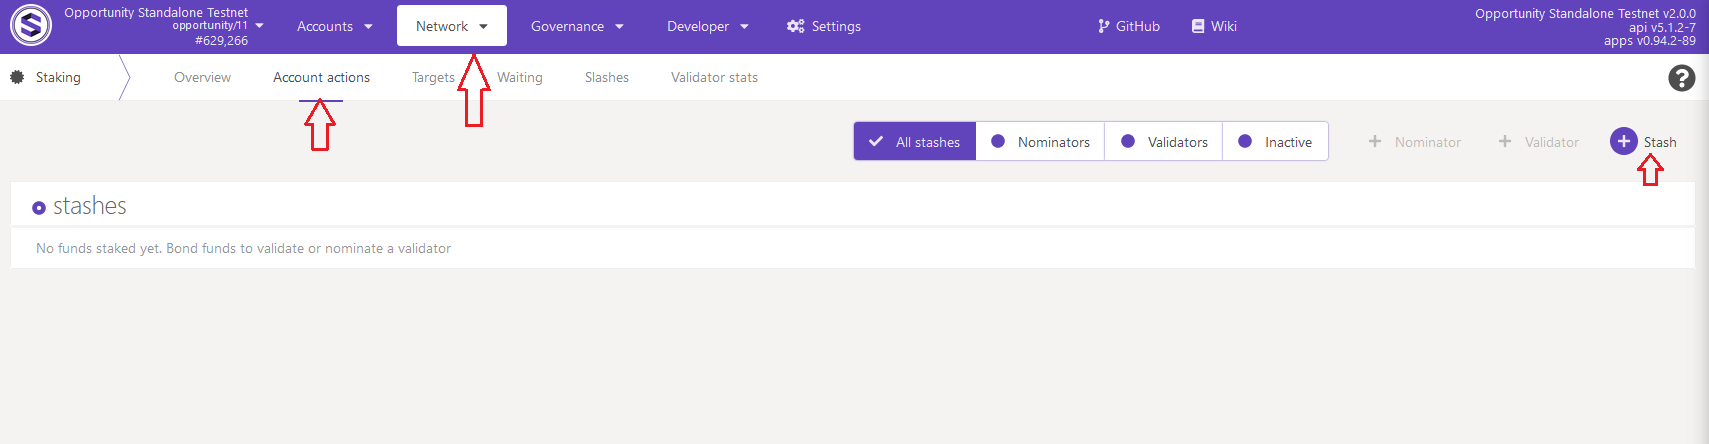 Opportunity Standalone Testnet
opportunity/11
#629,266
Accounts
Network
Governance
Developer
Settings
GitHub
Wiki
Opportunity Standalone Testnet v2.0.0
api v5.1.2-7
apps v0.94.2-89
Staking
Overview
Account actions
Targets
Waiting
Slashes
Validator stats
?
All stashes
Nominators
Validators
Inactive
+ Nominator
+ Validator
+ Stash
stashes
No funds staked yet. Bond funds to validate or nominate a validator